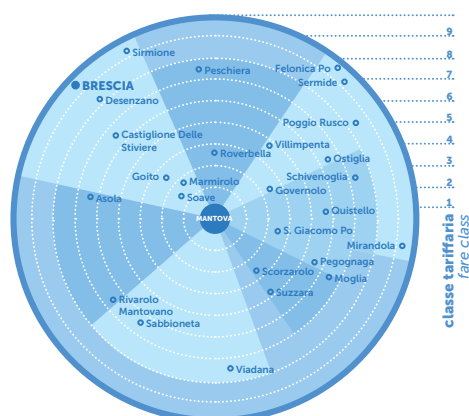 9
Sirmione
8
Peschiera
Felonica Po
7
Sermide
BRESCIA
6
Desenzano
5
Poggio Rusco
Castiglione Delle
Stiviere
4
Villimpenta
Roverbella
3
Ostiglia
Goito
Schivenoglia
2
Marmirolo
Governolo
Asola
Soave
1
Quistello
MANTOVA
S. Giacomo Po
Mirandola
Pegognaga
Scorzarolo
Moglia
Suzzara
Rivarolo
Mantovano
Sabbioneta
Viadana
classe tariffaria
fare class